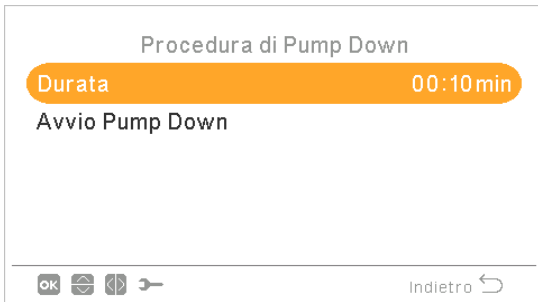 Procedura di Pump Down
Durata 00:10min
Avvio Pump Down
OK Indietro